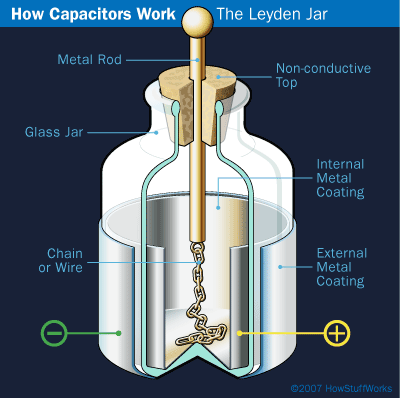 How Capacitors Work The Leyden Jar
Metal Rod
Non-conductive
Top
Glass Jar
Internal
Metal
Coating
Chain
or Wire
External
Metal
Coating
−
+
©2007 HowStuffWorks